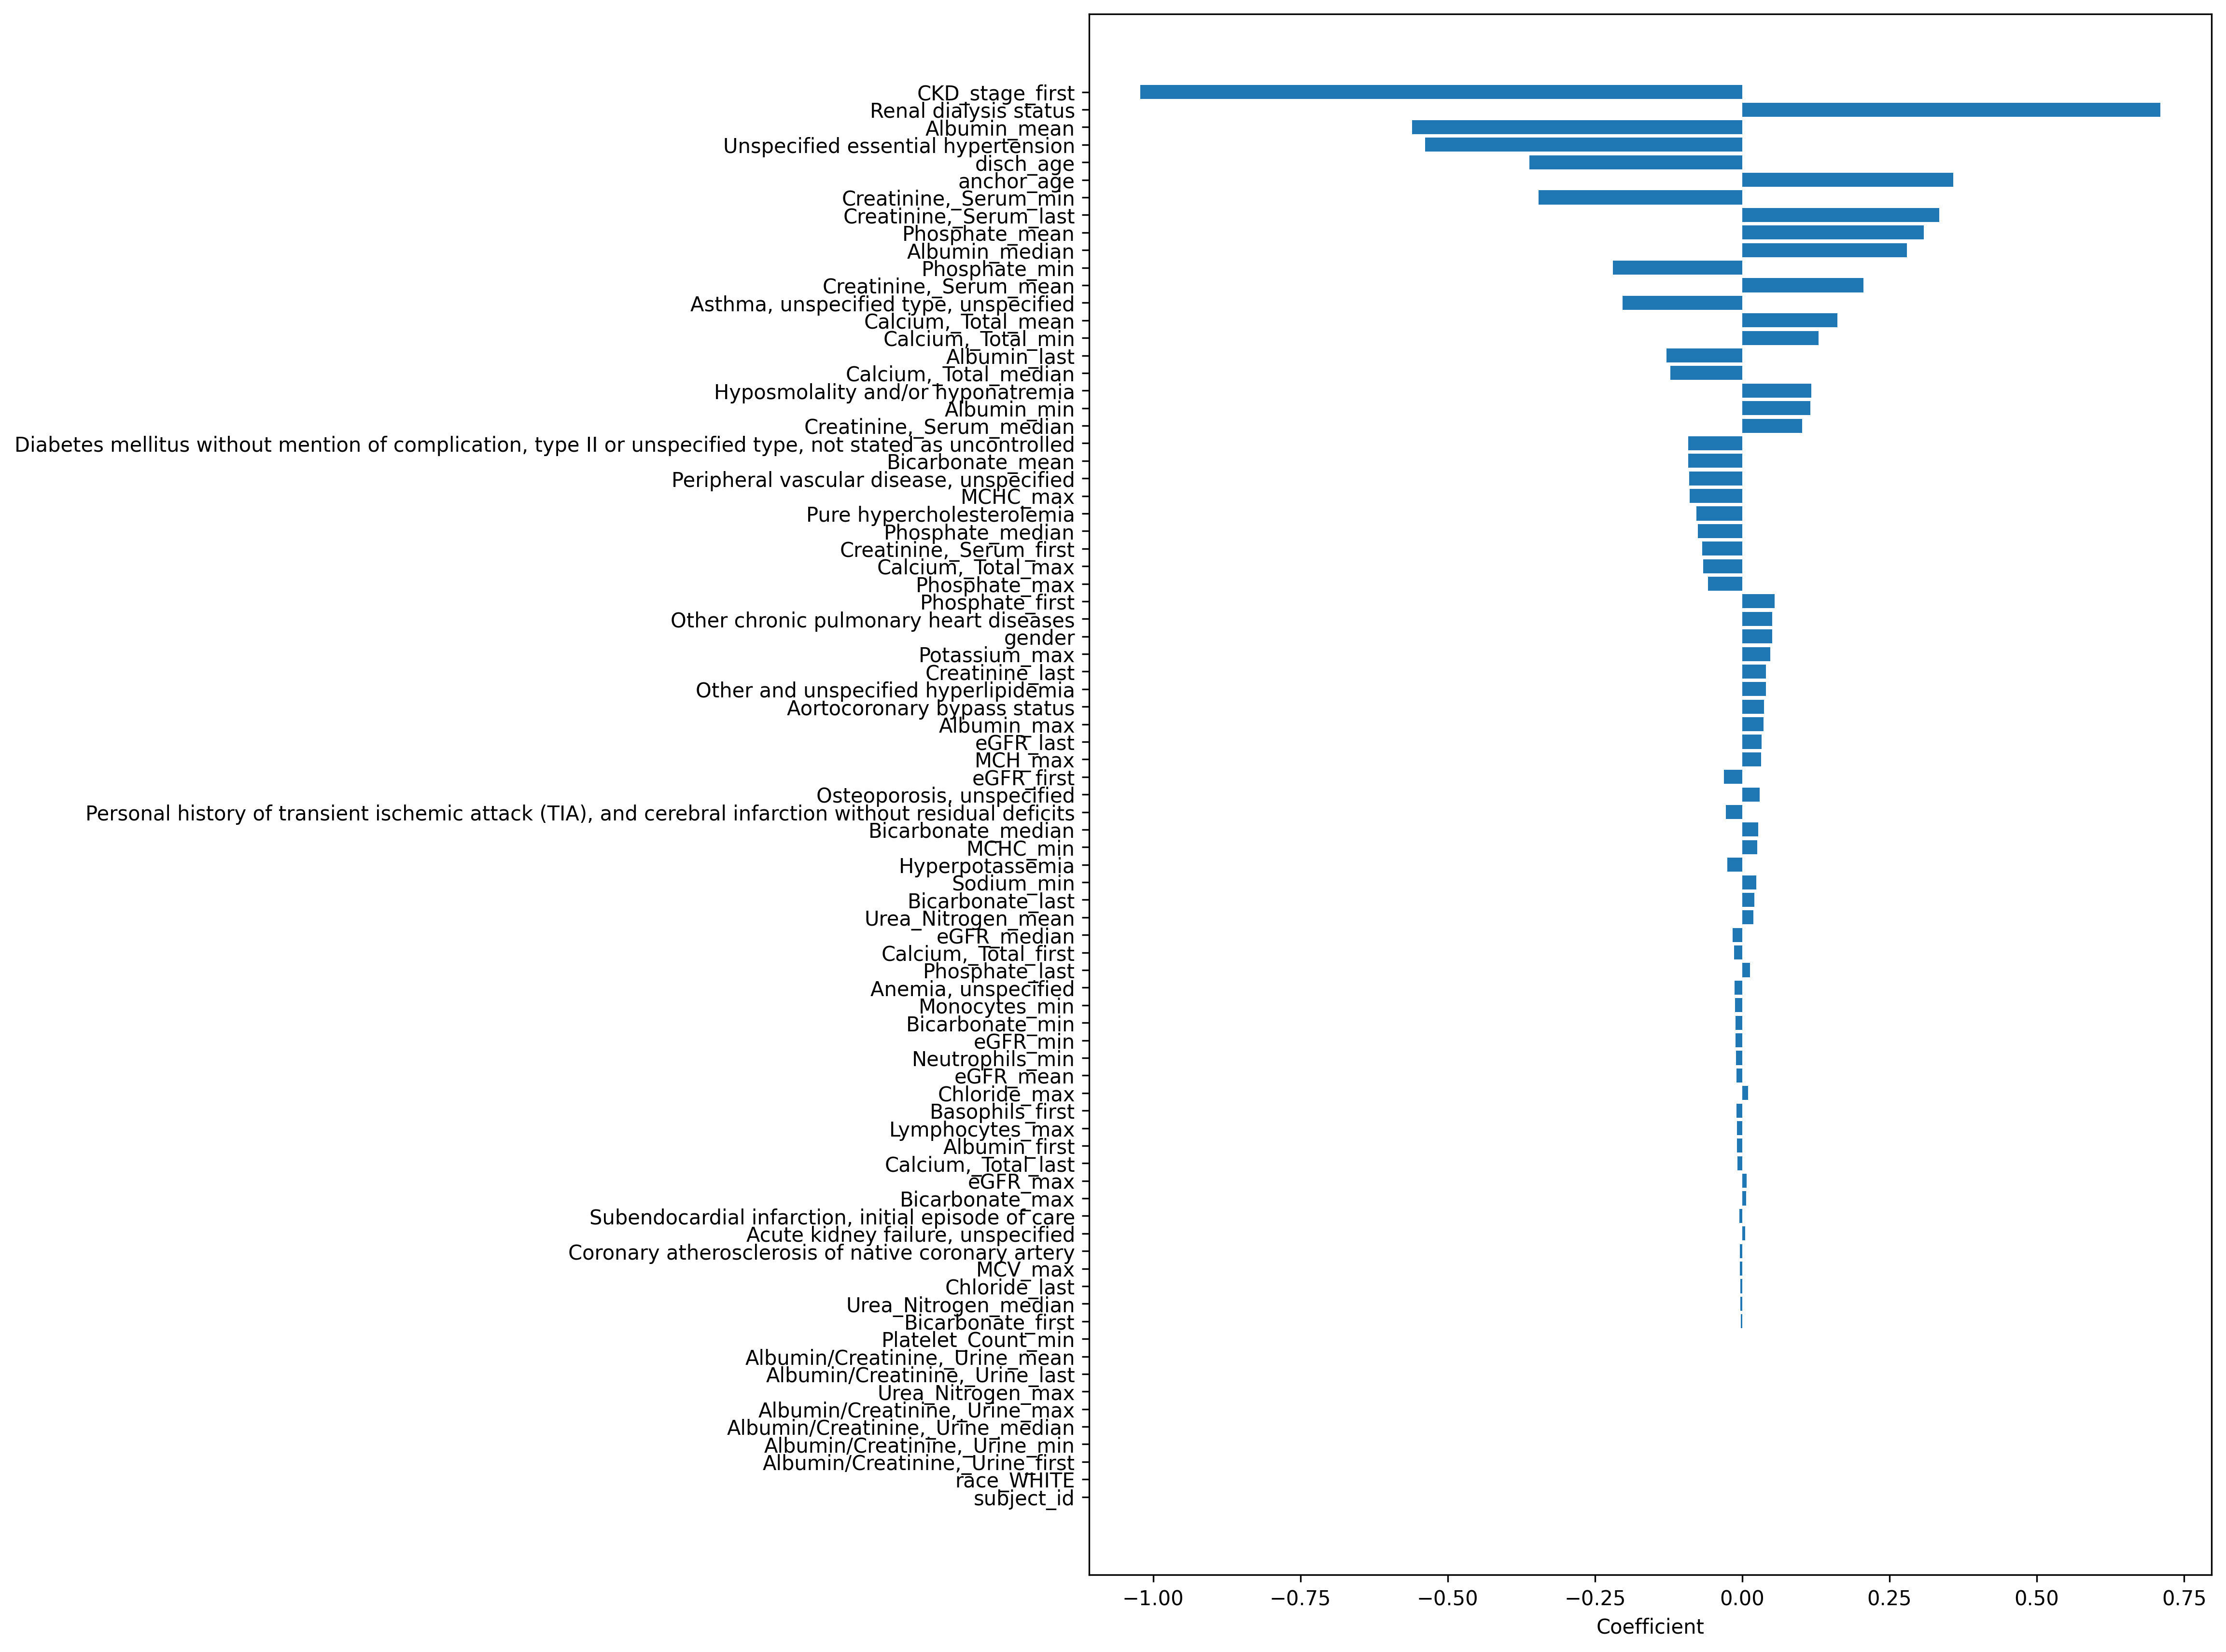 CKD_stage_first
Renal dialysis status
Albumin_mean
Unspecified essential hypertension
disch_age
anchor_age
Creatinine,_Serum_min
Creatinine,_Serum_last
Phosphate_mean
Albumin_median
Phosphate_min
Creatinine,_Serum_mean
Asthma, unspecified type, unspecified
Calcium,_Total_mean
Calcium,_Total_min
Albumin_last
Calcium,_Total_median
Hyposmolality and/or hyponatremia
Albumin_min
Creatinine,_Serum_median
Diabetes mellitus without mention of complication, type II or unspecified type, not stated as uncontrolled
Bicarbonate_mean
Peripheral vascular disease, unspecified
MCHC_max
Pure hypercholesterolemia
Phosphate_median
Creatinine,_Serum_first
Calcium,_Total_max
Phosphate_max
Phosphate_first
Other chronic pulmonary heart diseases
gender
Potassium_max
Creatinine_last
Other and unspecified hyperlipidemia
Aortocoronary bypass status
Albumin_max
eGFR_last
MCH_max
eGFR_first
Osteoporosis, unspecified
Personal history of transient ischemic attack (TIA), and cerebral infarction without residual deficits
Bicarbonate_median
MCHC_min
Hyperpotassemia
Sodium_min
Bicarbonate_last
Urea_Nitrogen_mean
eGFR_median
Calcium,_Total_first
Phosphate_last
Anemia, unspecified
Monocytes_min
Bicarbonate_min
eGFR_min
Neutrophils_min
eGFR_mean
Chloride_max
Basophils_first
Lymphocytes_max
Albumin_first
Calcium,_Total_last
eGFR_max
Bicarbonate_max
Subendocardial infarction, initial episode of care
Acute kidney failure, unspecified
Coronary atherosclerosis of native coronary artery
MCV_max
Chloride_last
Urea_Nitrogen_median
Bicarbonate_first
Platelet_Count_min
Albumin/Creatinine,_Urine_mean
Albumin/Creatinine,_Urine_last
Urea_Nitrogen_max
Albumin/Creatinine,_Urine_max
Albumin/Creatinine,_Urine_median
Albumin/Creatinine,_Urine_min
Albumin/Creatinine,_Urine_first
race_WHITE
subject_id
−1.00 −0.75 −0.50 −0.25 0.00 0.25 0.50 0.75
Coefficient